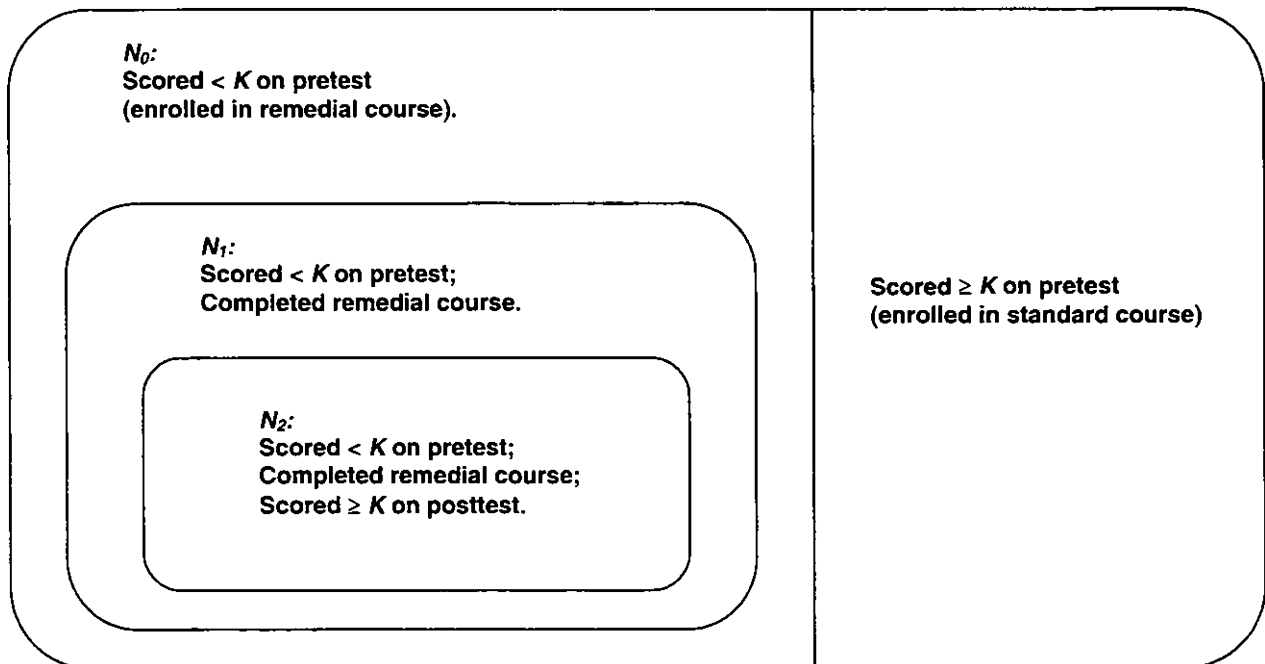 N₀:
Scored < K on pretest
(enrolled in remedial course).
N₁:
Scored < K on pretest;
Completed remedial course.
Scored ≥ K on pretest
(enrolled in standard course)
N₂:
Scored < K on pretest;
Completed remedial course;
Scored ≥ K on posttest.